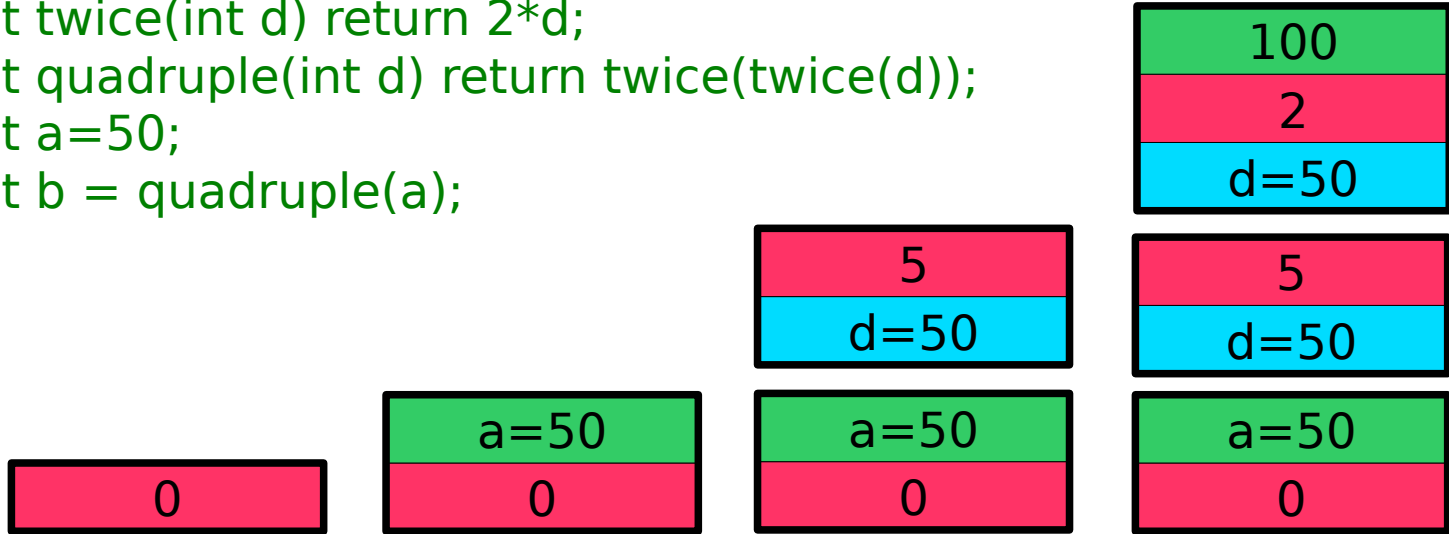 t twice(int d) return 2*d;
t quadruple(int d) return twice(twice(d));
t a=50;
t b = quadruple(a);
100
2
d=50
5
d=50
5
d=50
a=50
a=50
a=50
0
0
0
0